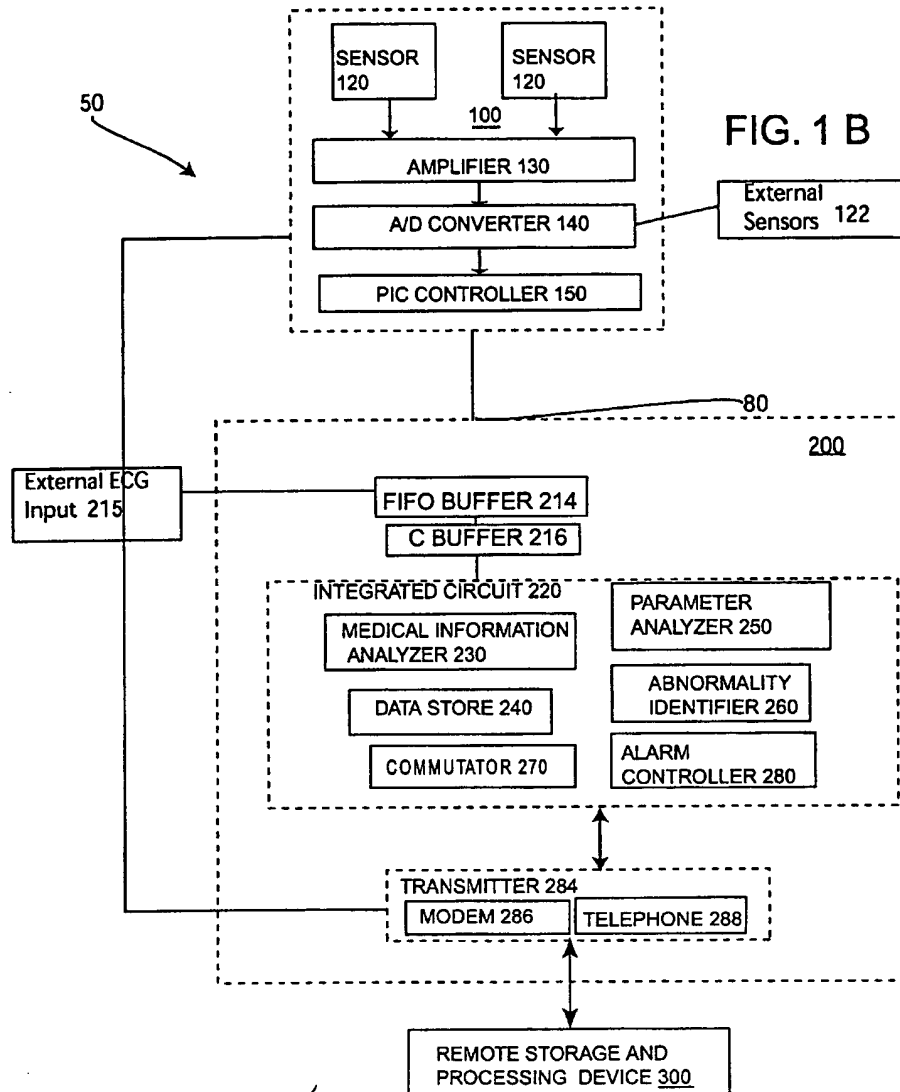 SENSOR
120
SENSOR
120
50
100
FIG. 1 B
AMPLIFIER 130
A/D CONVERTER 140
External
Sensors 122
PIC CONTROLLER 150
80
200
External ECG
Input 215
FIFO BUFFER 214
C BUFFER 216
INTEGRATED CIRCUIT 220
MEDICAL INFORMATION
ANALYZER 230
PARAMETER
ANALYZER 250
DATA STORE 240
ABNORMALITY
IDENTIFIER 260
COMMUTATOR 270
ALARM
CONTROLLER 280
TRANSMITTER 284
MODEM 286
TELEPHONE 288
REMOTE STORAGE AND
PROCESSING DEVICE 300